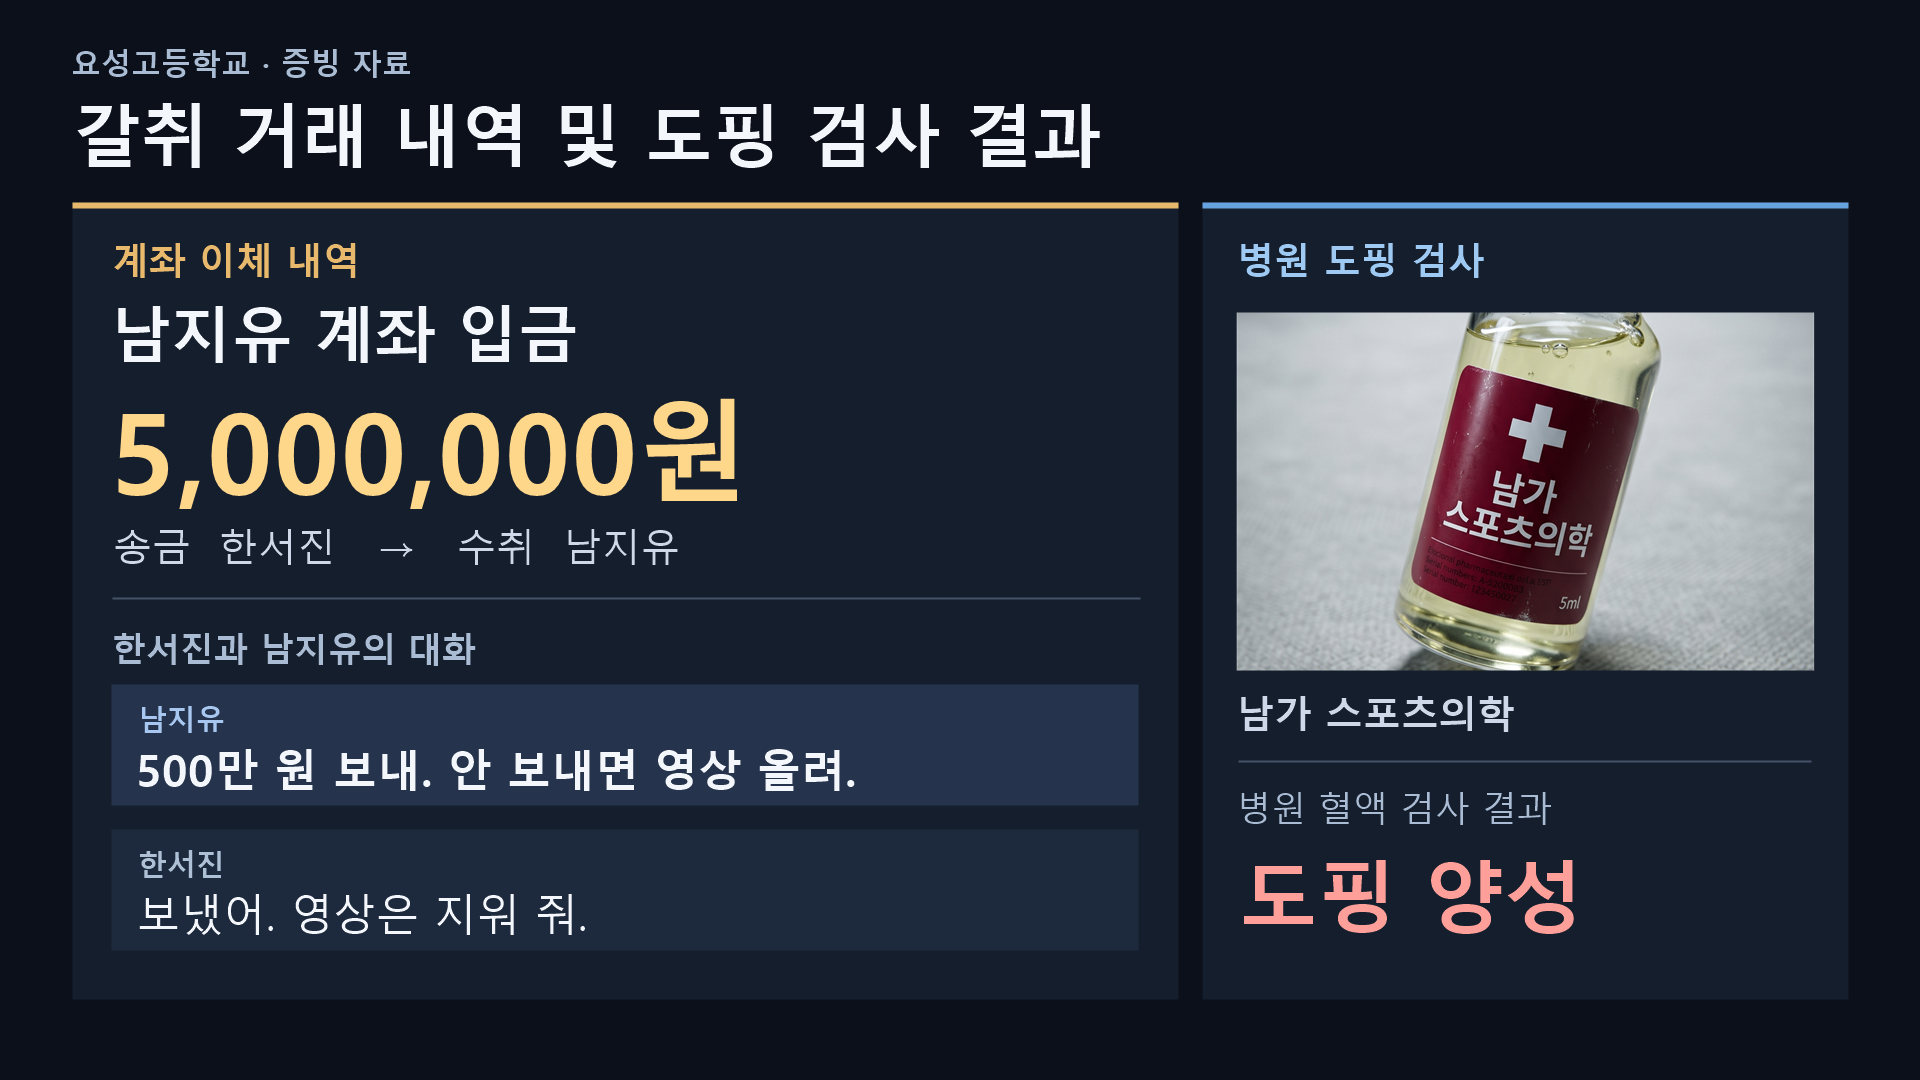 요성고등학교 · 증빙 자료
갈취 거래 내역 및 도핑 검사 결과
계좌 이체 내역
남지유 계좌 입금
5,000,000원
송금 한서진 → 수취 남지유
한서진과 남지유의 대화
남지유
500만 원 보내. 안 보내면 영상 올려.
한서진
보냈어. 영상은 지워 줘.
병원 도핑 검사
남가
스포츠의학
5ml
남가 스포츠의학
병원 혈액 검사 결과
도핑 양성